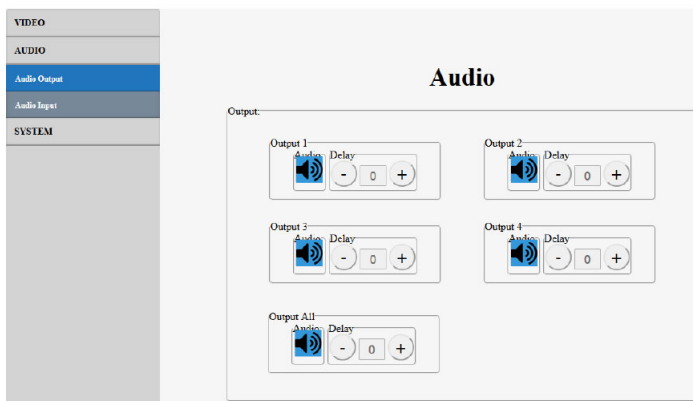 VIDEO
AUDIO
Audio Output
Audio Input
SYSTEM
Audio
Output:
Output 1
Audio Delay
- 0 +
Output 2
Audio Delay
- 0 +
Output 3
Audio Delay
- 0 +
Output 4
Audio Delay
- 0 +
Output All
Audio Delay
- 0 +